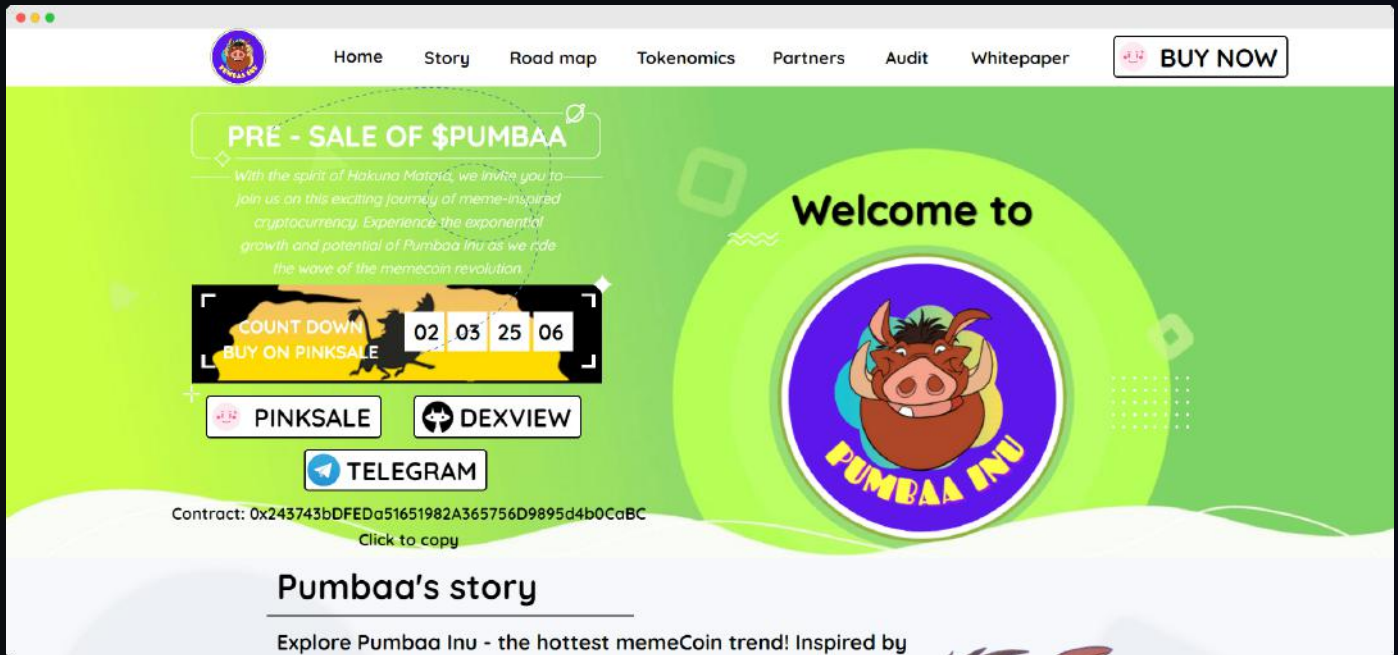 Home Story Road map Tokenomics Partners Audit Whitepaper BUY NOW
PRE - SALE OF $PUMBAA
With the spirit of Hakuna Matata, we invite you to
join us on this exciting journey of meme-inspired
cryptocurrency. Experience the exponential
growth and potential of Pumbaa Inu as we ride
the wave of the memecoin revolution.
COUNT DOWN
BUY ON PINKSALE
02 03 25 06
PINKSALE DEXVIEW
TELEGRAM
Contract: 0x243743bDFEDa51651982A365756D9895d4b0CaBC
Click to copy
Welcome to
PUMBAA INU
Pumbaa's story
Explore Pumbaa Inu - the hottest memeCoin trend! Inspired by